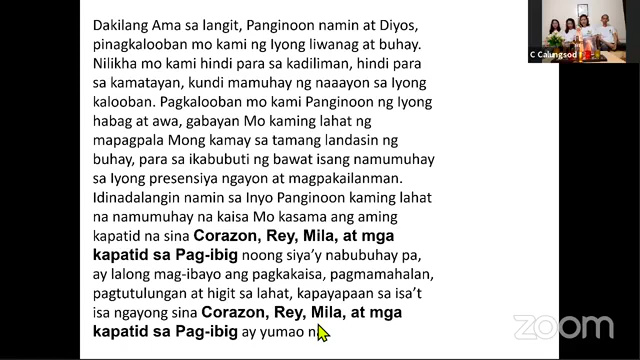 Dakilang Ama sa langit, Panginoon namin at Diyos,
pinagkalooban mo kami ng Iyong liwanag at buhay.
Nilikha mo kami hindi para sa kadiliman, hindi para
sa kamatayan, kundi mamuhay ng naaayon sa Iyong
kalooban. Pagkalooban mo kami Panginoon ng Iyong
habag at awa, gabayan Mo kaming lahat ng
mapagpala Mong kamay sa tamang landasin ng
buhay, para sa ikabubuti ng bawat isang namumuhay
sa Iyong presensiya ngayon at magpakailanman.
Idinadalangin namin sa Inyo Panginoon kaming lahat
na namumuhay na kaisa Mo kasama ang aming
kapatid na sina Corazon, Rey, Mila, at mga
kapatid sa Pag-ibig noong siya’y nabubuhay pa,
ay lalong mag-ibayo ang pagkakaisa, pagmamahalan,
pagtutulungan at higit sa lahat, kapayapaan sa isa’t
isa ngayong sina Corazon, Rey, Mila, at mga
kapatid sa Pag-ibig ay yumao
C Calungsod
zoom